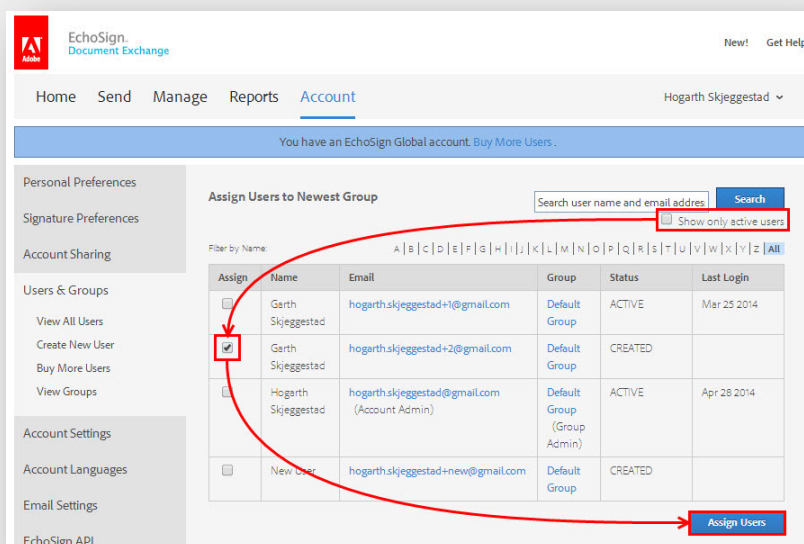 Adobe
EchoSign.
Document Exchange
New! Get Help
Home Send Manage Reports Account
Hogarth Skjeggestad
You have an EchoSign Global account. Buy More Users .
Personal Preferences
Signature Preferences
Account Sharing
Users & Groups
View All Users
Create New User
Buy More Users
View Groups
Account Settings
Account Languages
Email Settings
EchoSign API
Assign Users to Newest Group
Search user name and email addres
Search
Show only active users
Filter by Name:
A | B | C | D | E | F | G | H | I | J | K | L | M | N | O | P | Q | R | S | T | U | V | W | X | Y | Z | All
Assign Name Email Group Status Last Login
Garth hogarth.skjeggestad+1@gmail.com Default ACTIVE Mar 25 2014
Skjeggestad Group
Garth hogarth.skjeggestad+2@gmail.com Default CREATED
Skjeggestad Group
Hogarth hogarth.skjeggestad@gmail.com Default ACTIVE Apr 28 2014
Skjeggestad (Account Admin) Group
(Group
Admin)
New User hogarth.skjeggestad+new@gmail.com Default CREATED
Group
Assign Users